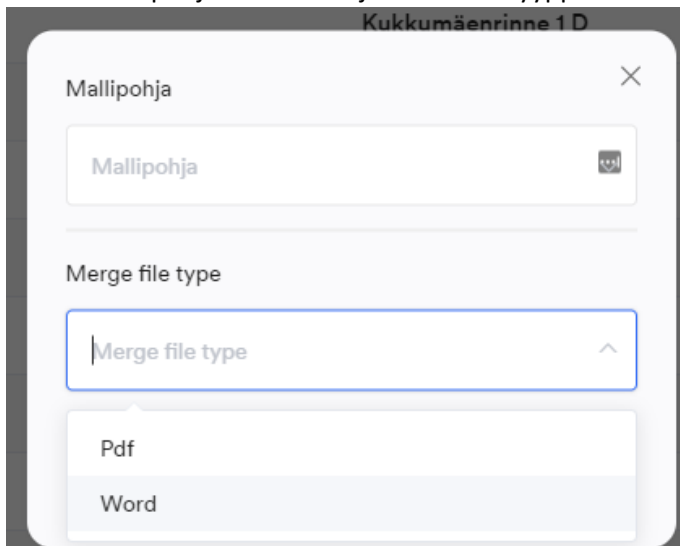 Kukkumäenrinne 1 D
Mallipohja
Mallipohja
Merge file type
Merge file type
Pdf
Word